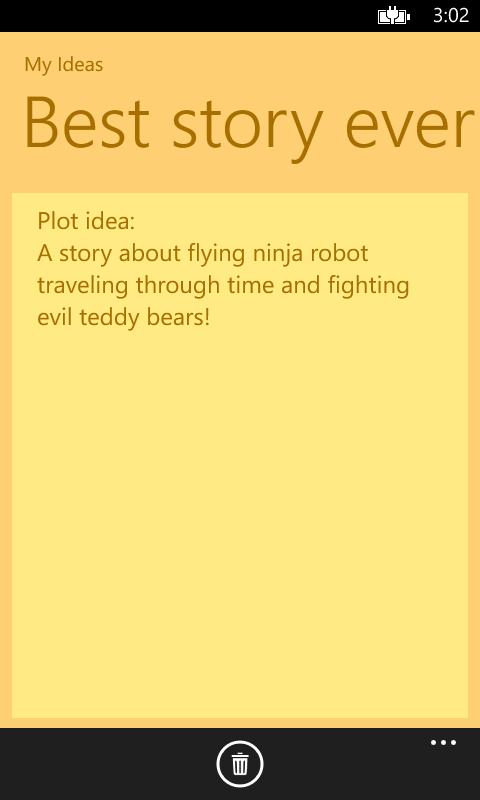 3:02
My Ideas
Best story ever
Plot idea:
A story about flying ninja robot
traveling through time and fighting
evil teddy bears!